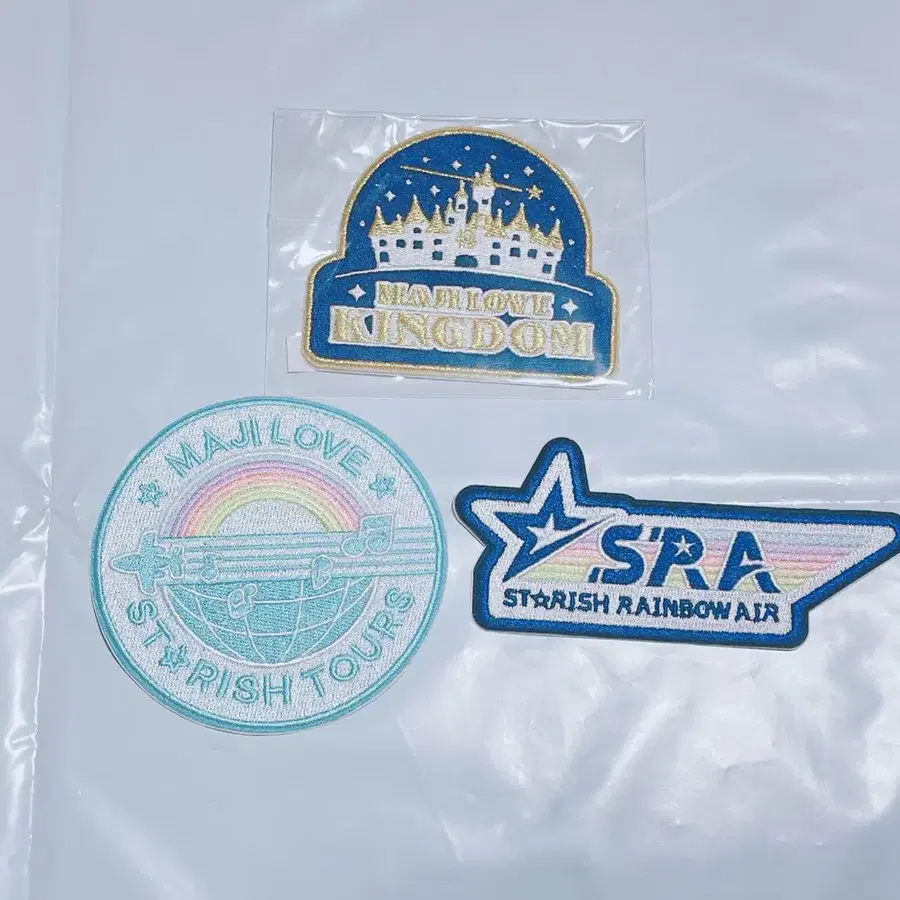 MAJI LOVE
KINGDOM
MAJI LOVE
ST☆RISH TOURS
SRA
ST☆RISH RAINBOW AIR